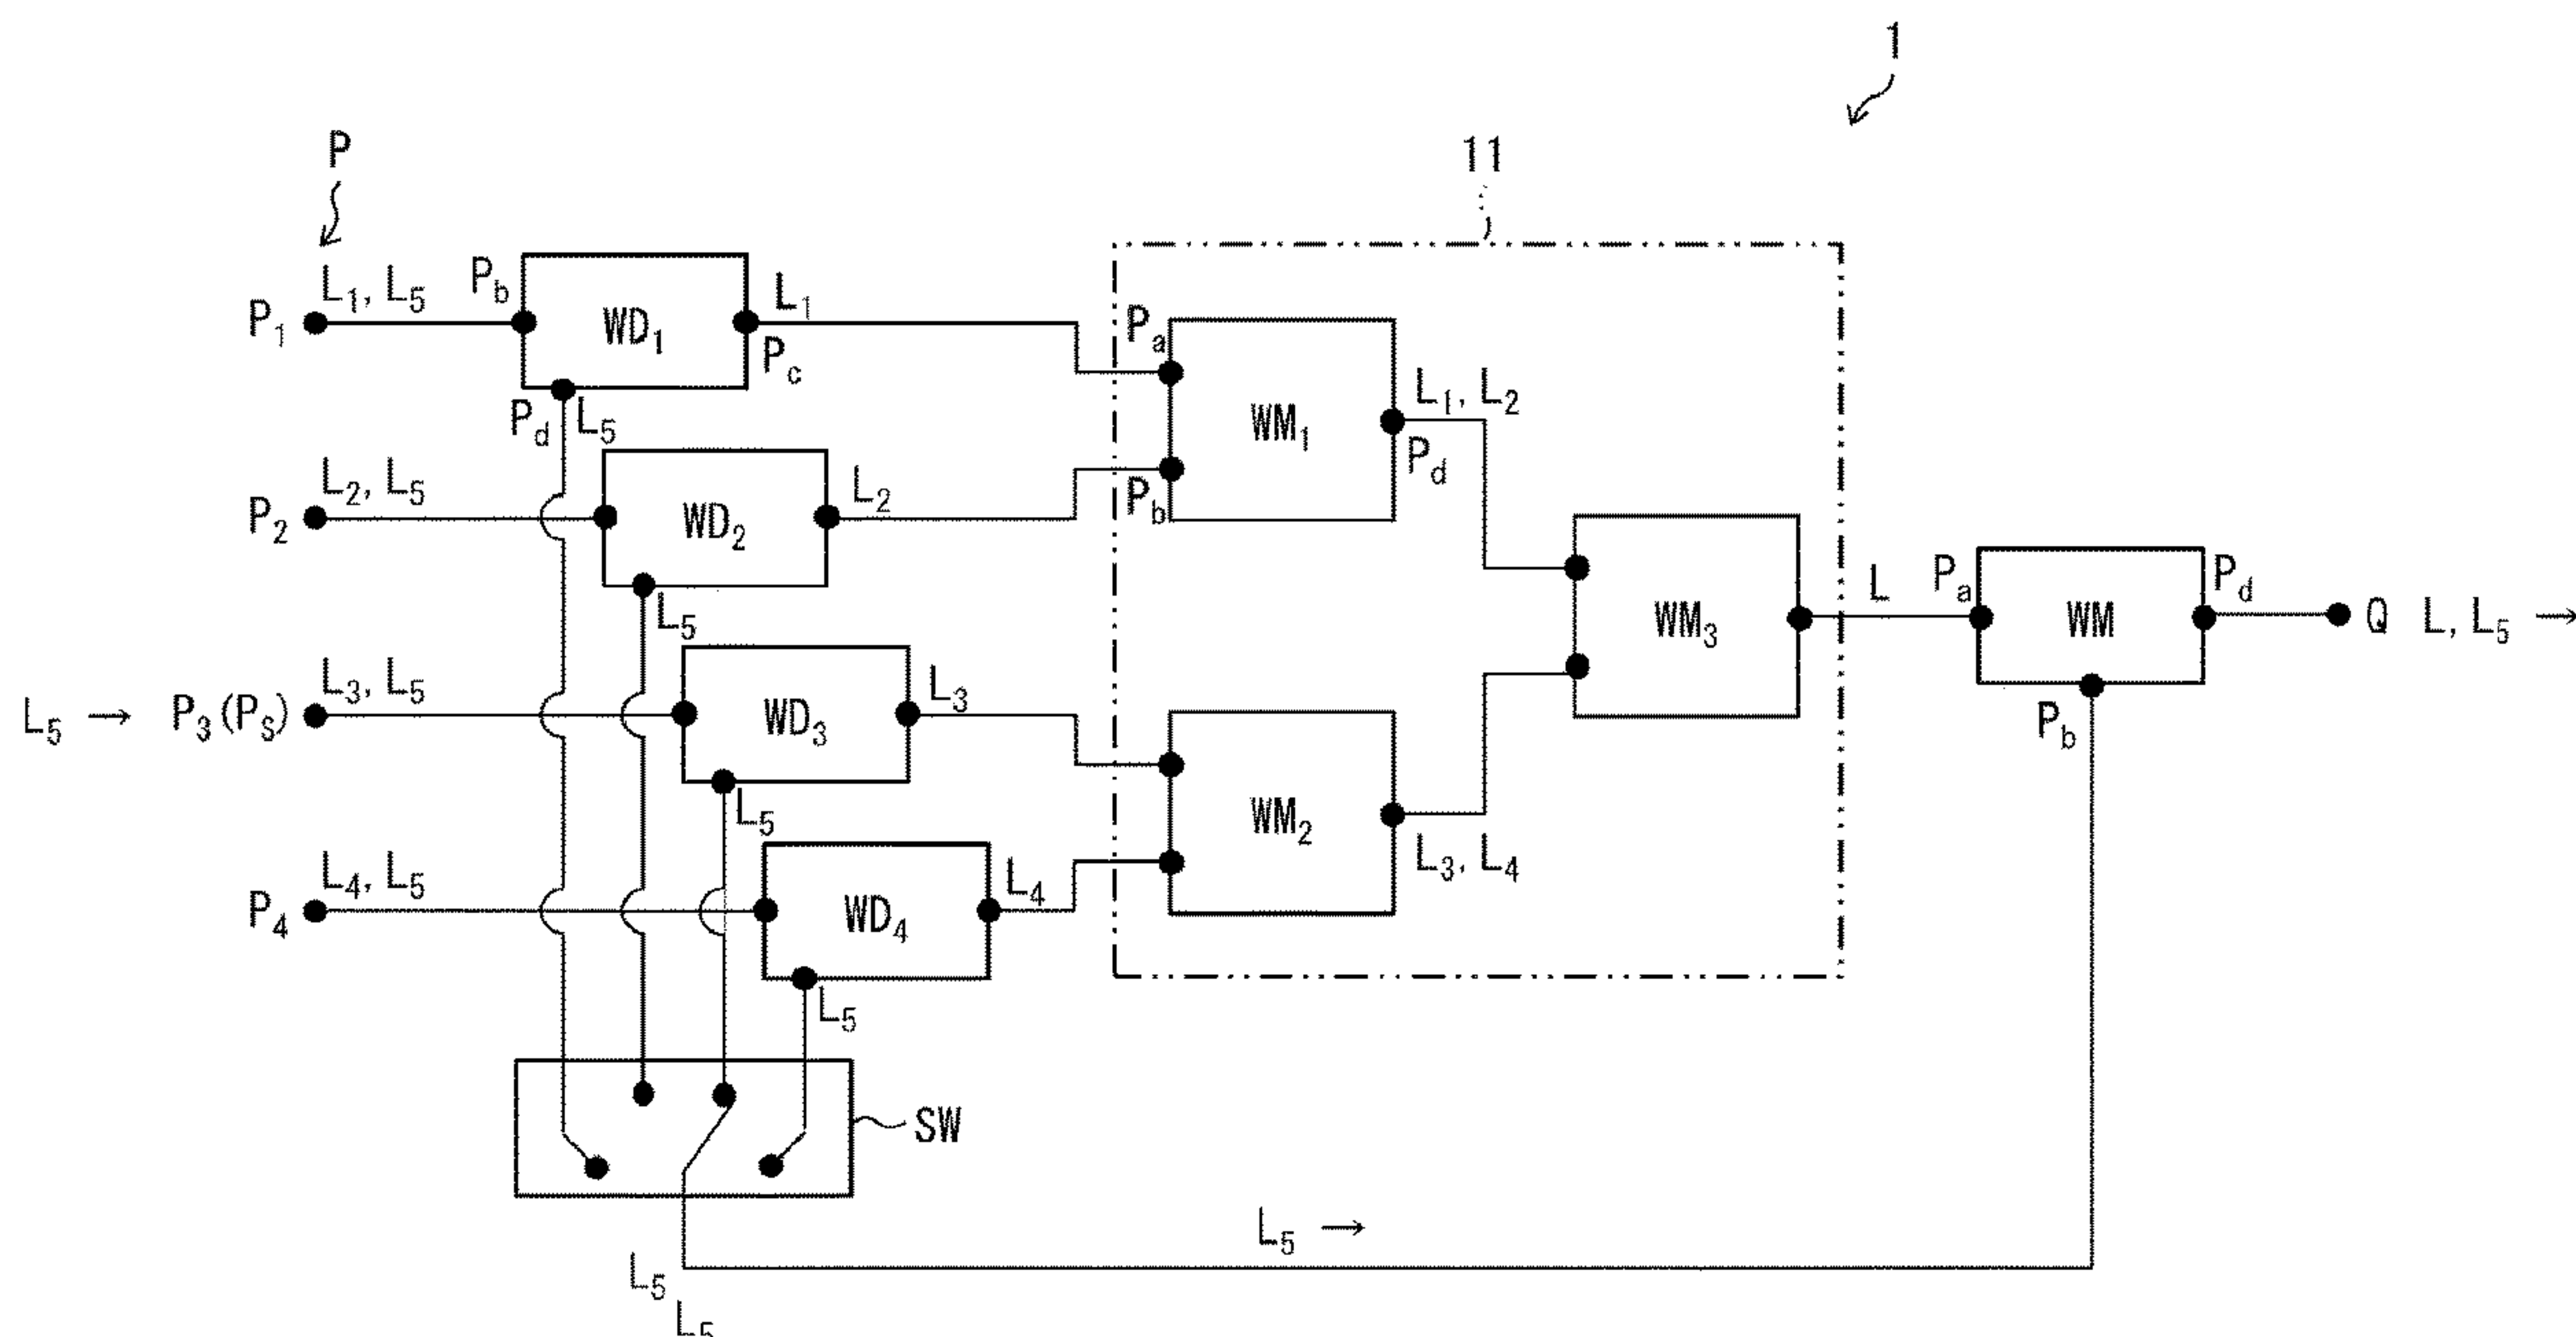 1
11
P
L1, L5
Pb
L1
P1
WD1
Pa
Pc
L1, L2
Pd
L5
WM1
L2, L5
L2
Pb
Pd
P2
WD2
L5
L
Pa
Pd
WM3
WM
Q
L, L5 →
L5 →
P3(PS)
L3, L5
L3
WD3
Pb
L5
WM2
L4, L5
L4
L3, L4
P4
WD4
L5
SW
L5 →
L5
L5